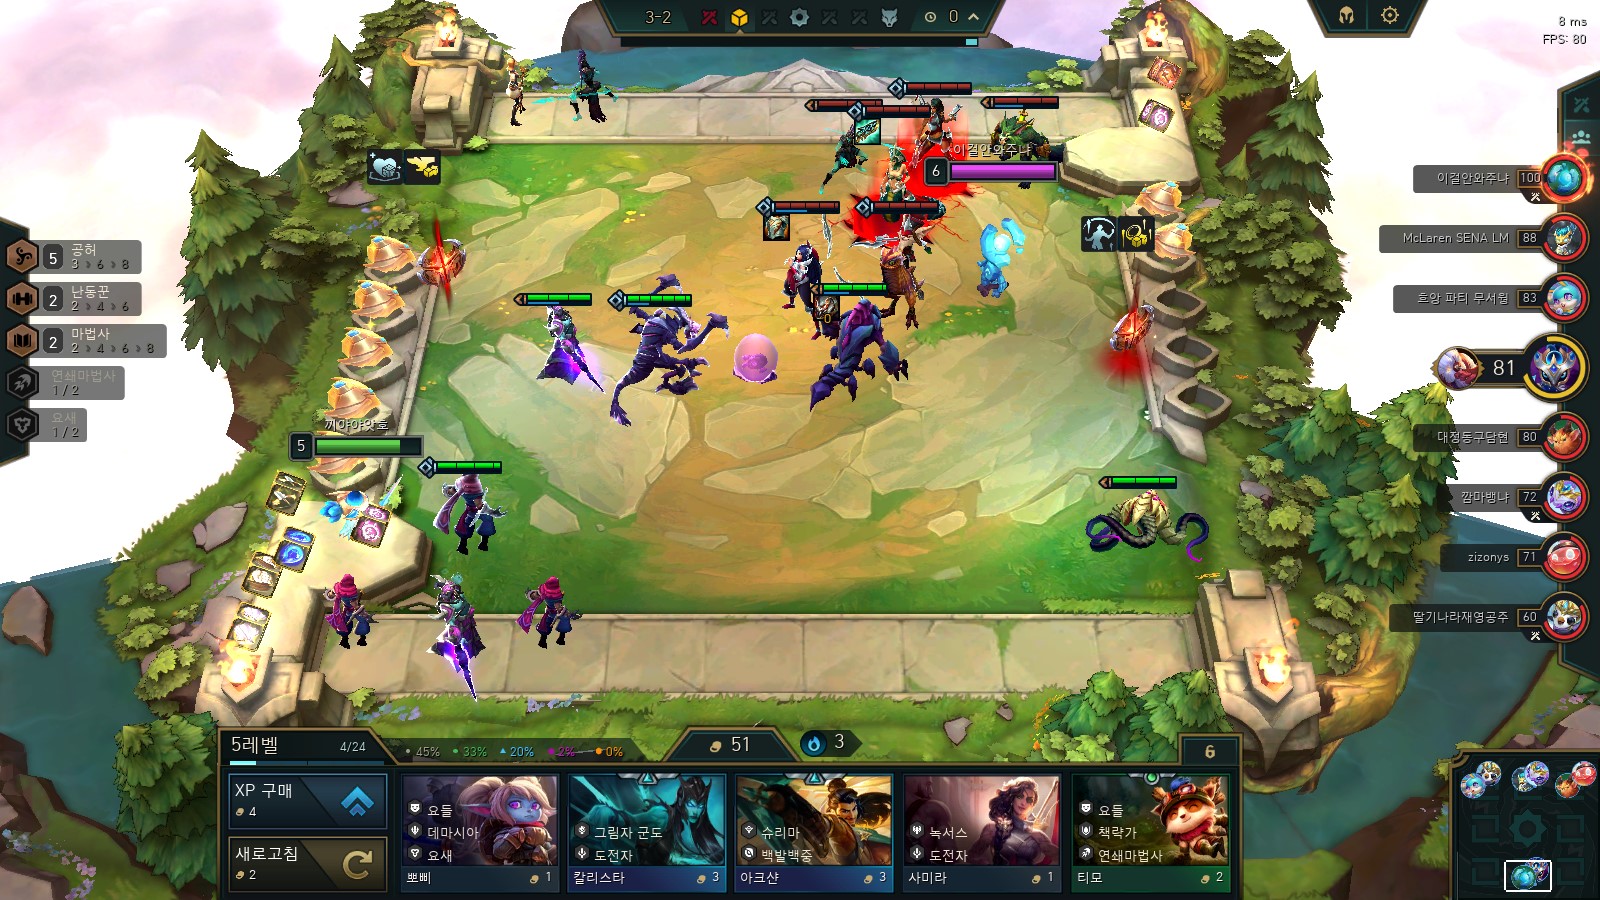 3-2
0
8 ms
FPS: 80
이걸안와주냐
6
이걸안와주냐 100
McLaren SENA LM 88
흐앙 파티 무서웡 83
81
대정동구담현 80
깜마뱅냐 72
zizonys 71
딸기나라재영공주 60
5 공허
3 › 6 › 8
2 난동꾼
2 › 4 › 6
2 마법사
2 › 4 › 6 › 8
연쇄마법사
1 / 2
요새
1 / 2
끼야야앗호
5
5레벨 4/24
45% 33% 20% 2% 0%
51
3
6
XP 구매
4
새로고침
2
요들
데마시아
요새
뽀삐 1
그림자 군도
도전자
칼리스타 3
슈리마
백발백중
아크샨 3
녹서스
도전자
사미라 1
요들
책략가
연쇄마법사
티모 2